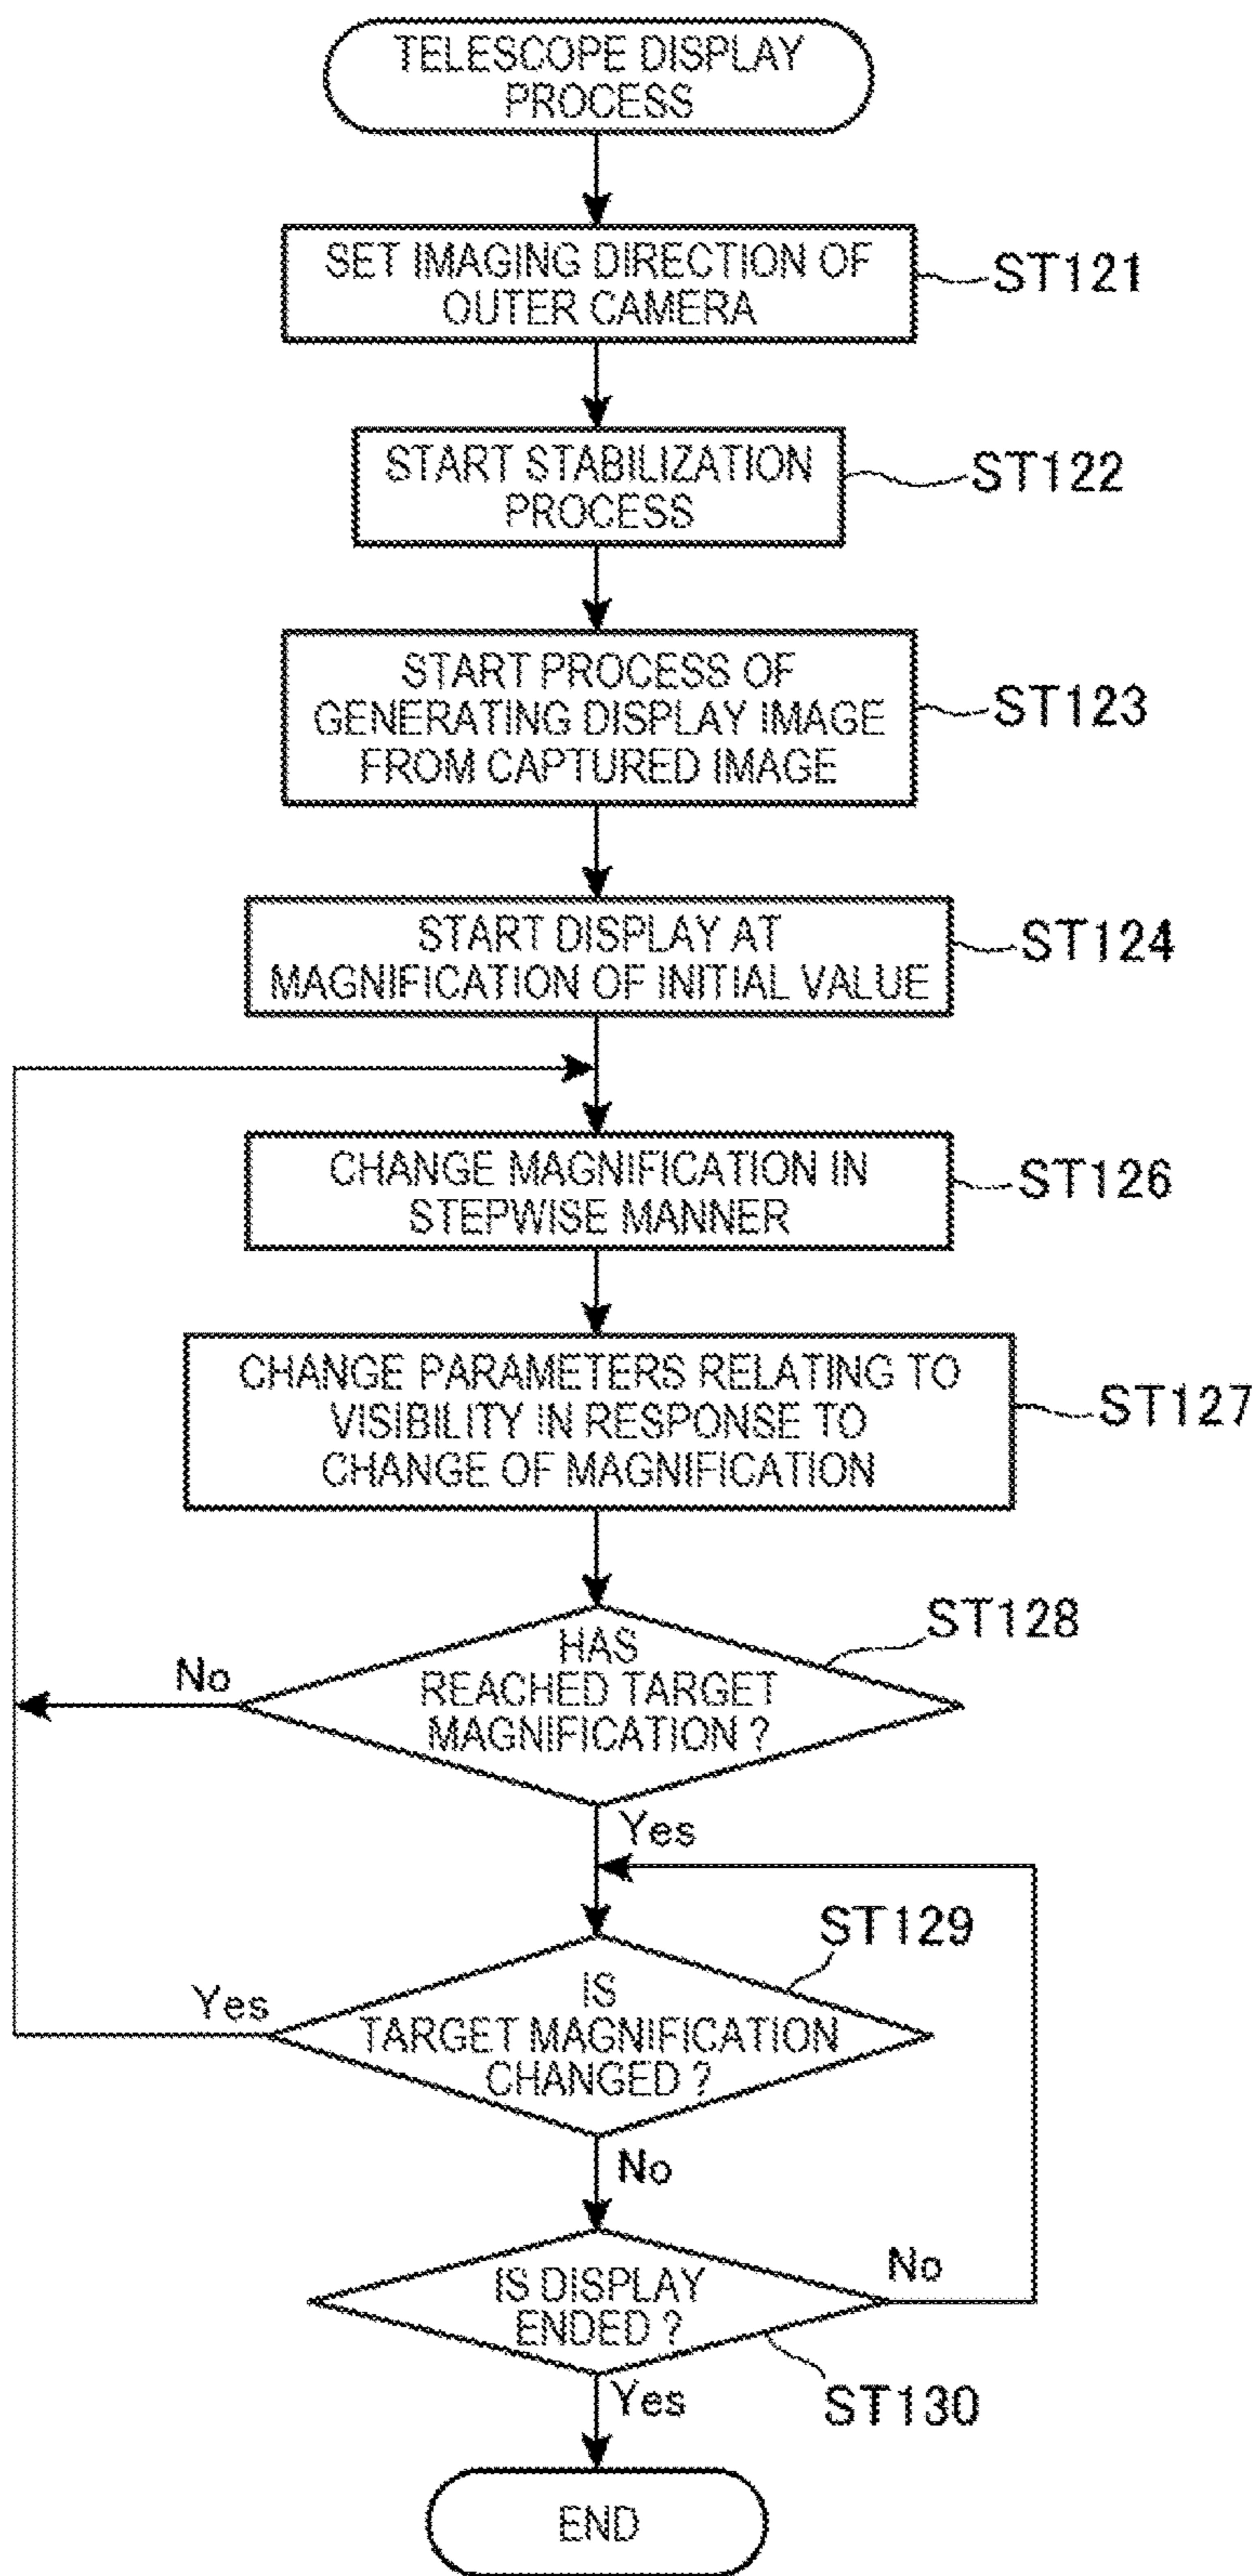 TELESCOPE DISPLAY
PROCESS
SET IMAGING DIRECTION OF
OUTER CAMERA
ST121
START STABILIZATION
PROCESS
ST122
START PROCESS OF
GENERATING DISPLAY IMAGE
FROM CAPTURED IMAGE
ST123
START DISPLAY AT
MAGNIFICATION OF INITIAL VALUE
ST124
CHANGE MAGNIFICATION IN
STEPWISE MANNER
ST126
CHANGE PARAMETERS RELATING TO
VISIBILITY IN RESPONSE TO
CHANGE OF MAGNIFICATION
ST127
ST128
HAS
REACHED TARGET
MAGNIFICATION ?
No
Yes
ST129
IS
TARGET MAGNIFICATION
CHANGED ?
Yes
No
IS DISPLAY
ENDED ?
No
ST130
Yes
END